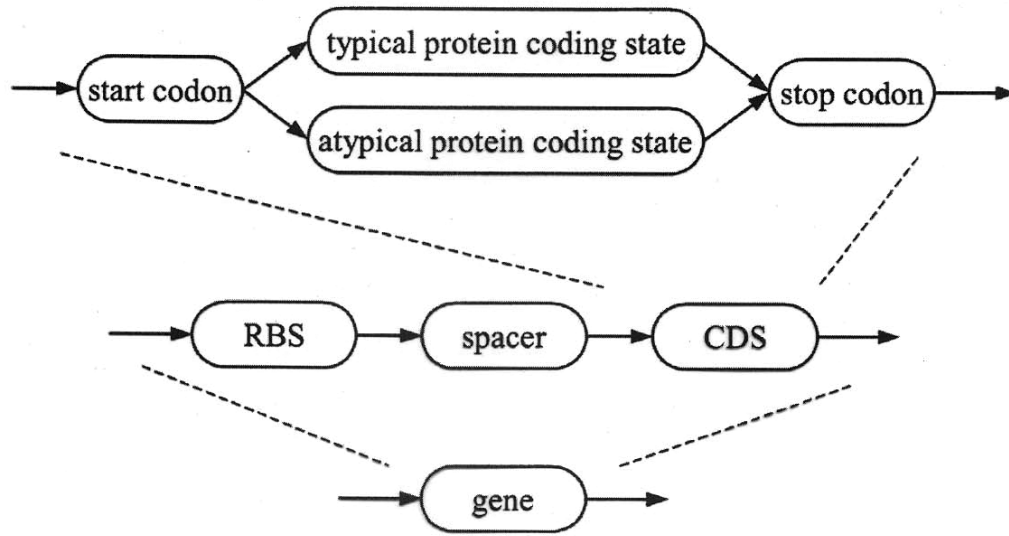 typical protein coding state
start codon
stop codon
atypical protein coding state
RBS
spacer
CDS
gene